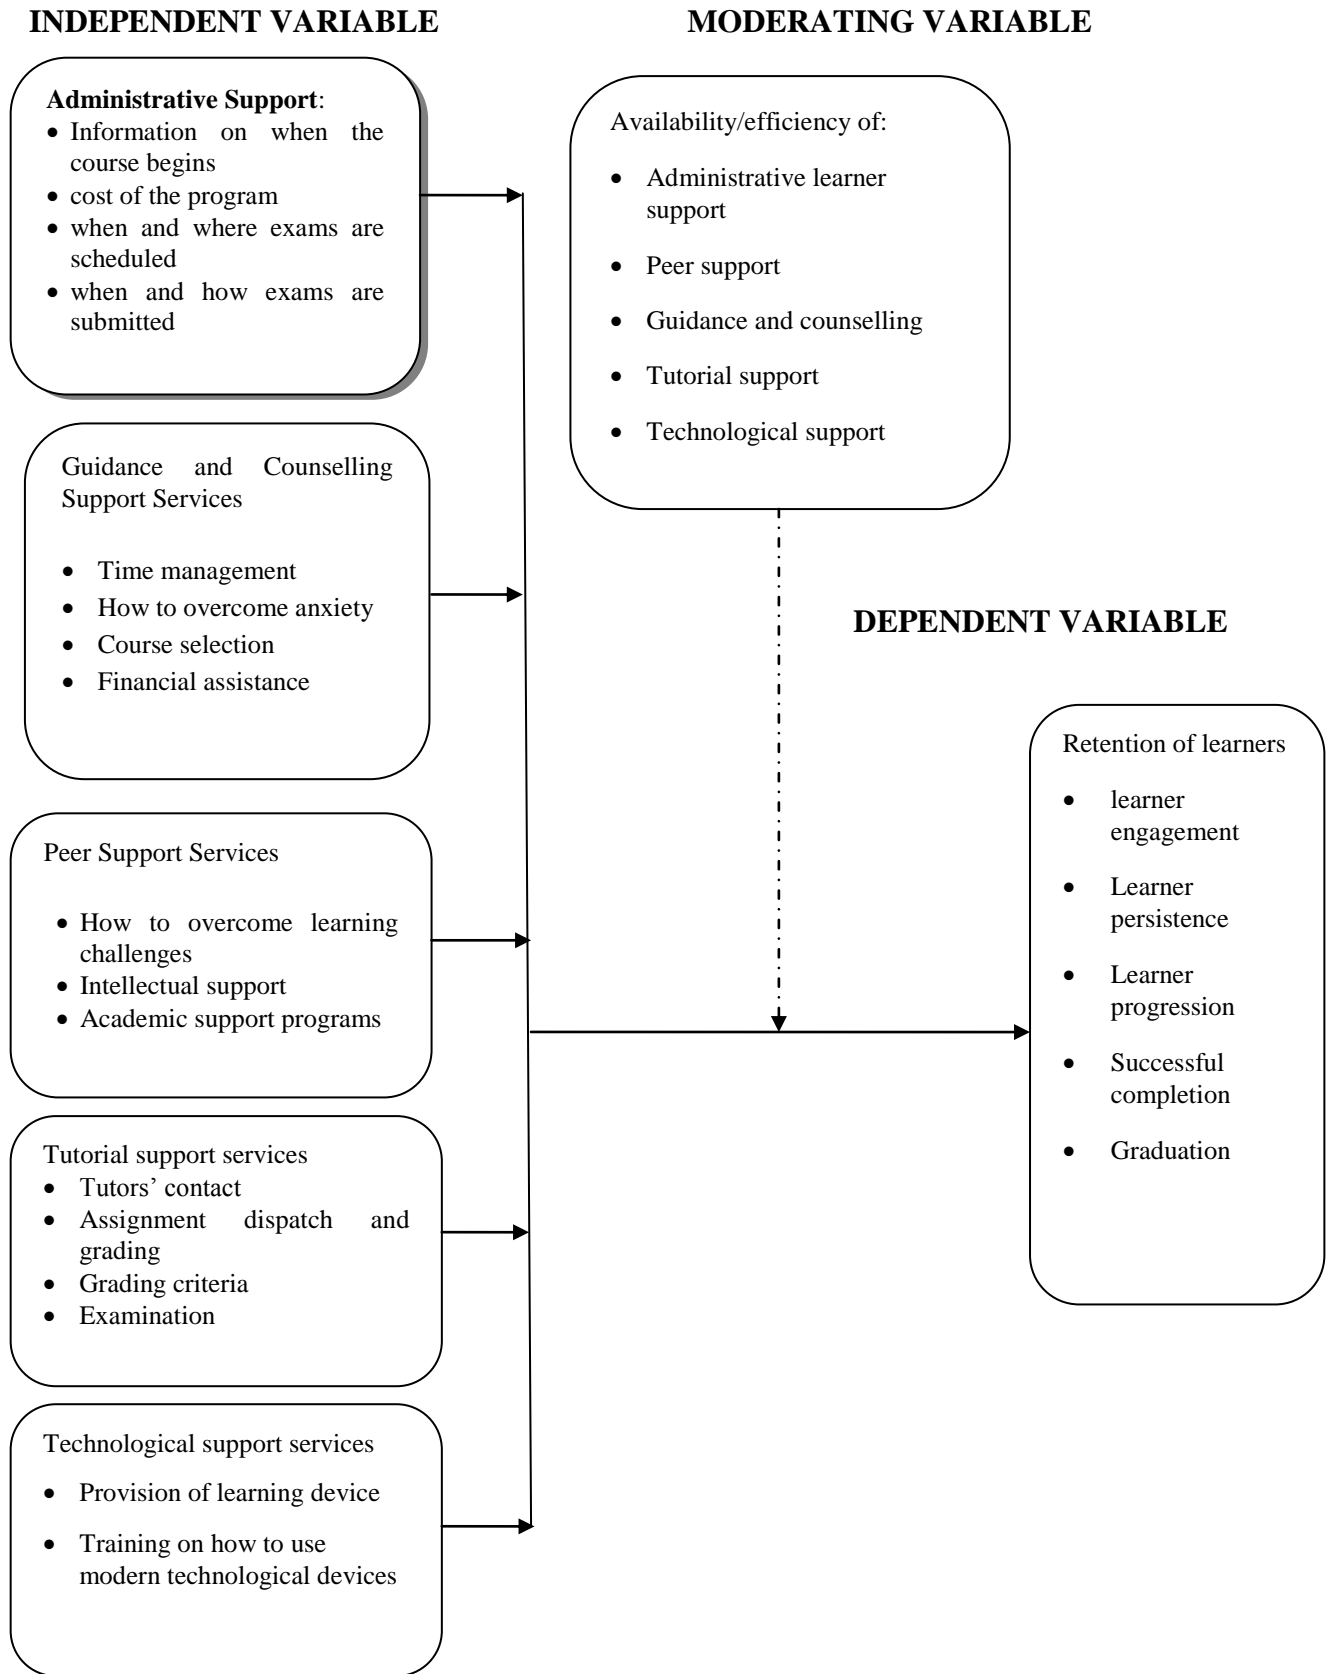 INDEPENDENT VARIABLE
MODERATING VARIABLE
Administrative Support:
• Information on when the
course begins
• cost of the program
• when and where exams are
scheduled
• when and how exams are
submitted
Availability/efficiency of:
• Administrative learner
support
• Peer support
• Guidance and counselling
• Tutorial support
• Technological support
Guidance and Counselling
Support Services
• Time management
• How to overcome anxiety
• Course selection
• Financial assistance
DEPENDENT VARIABLE
Retention of learners
• learner
engagement
• Learner
persistence
• Learner
progression
• Successful
completion
• Graduation
Peer Support Services
• How to overcome learning
challenges
• Intellectual support
• Academic support programs
Tutorial support services
• Tutors’ contact
• Assignment dispatch and
grading
• Grading criteria
• Examination
Technological support services
• Provision of learning device
• Training on how to use
modern technological devices